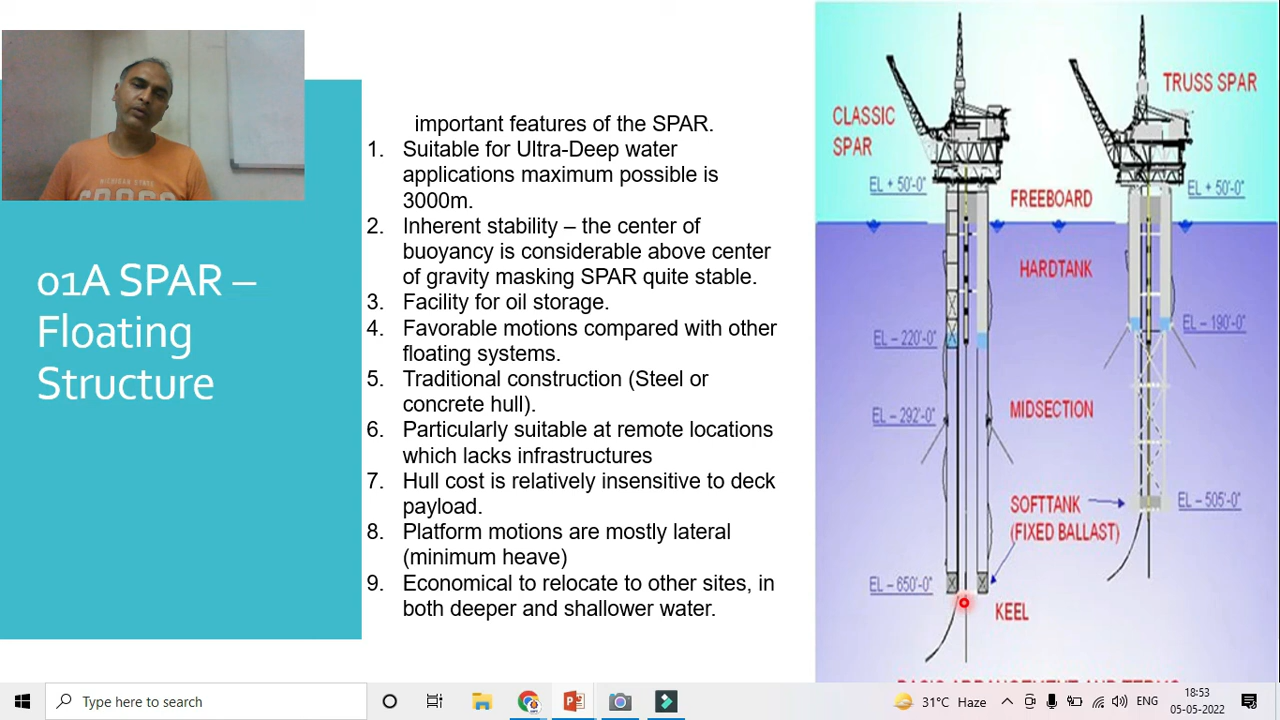 01A SPAR –
Floating
Structure
important features of the SPAR.
1. Suitable for Ultra-Deep water
applications maximum possible is
3000m.
2. Inherent stability – the center of
buoyancy is considerable above center
of gravity masking SPAR quite stable.
3. Facility for oil storage.
4. Favorable motions compared with other
floating systems.
5. Traditional construction (Steel or
concrete hull).
6. Particularly suitable at remote locations
which lacks infrastructures
7. Hull cost is relatively insensitive to deck
payload.
8. Platform motions are mostly lateral
(minimum heave)
9. Economical to relocate to other sites, in
both deeper and shallower water.
CLASSIC
SPAR
TRUSS SPAR
EL + 50'-0"
EL + 50'-0"
FREEBOARD
HARDTANK
EL – 220'-0"
EL – 190'-0"
EL – 292'-0"
MIDSECTION
SOFTTANK
(FIXED BALLAST)
EL – 505'-0"
EL – 650'-0"
KEEL
BASIC ARRANGEMENT AND TERMS
MICHIGAN STATE
Type here to search
31°C Haze
ENG
18:53
05-05-2022